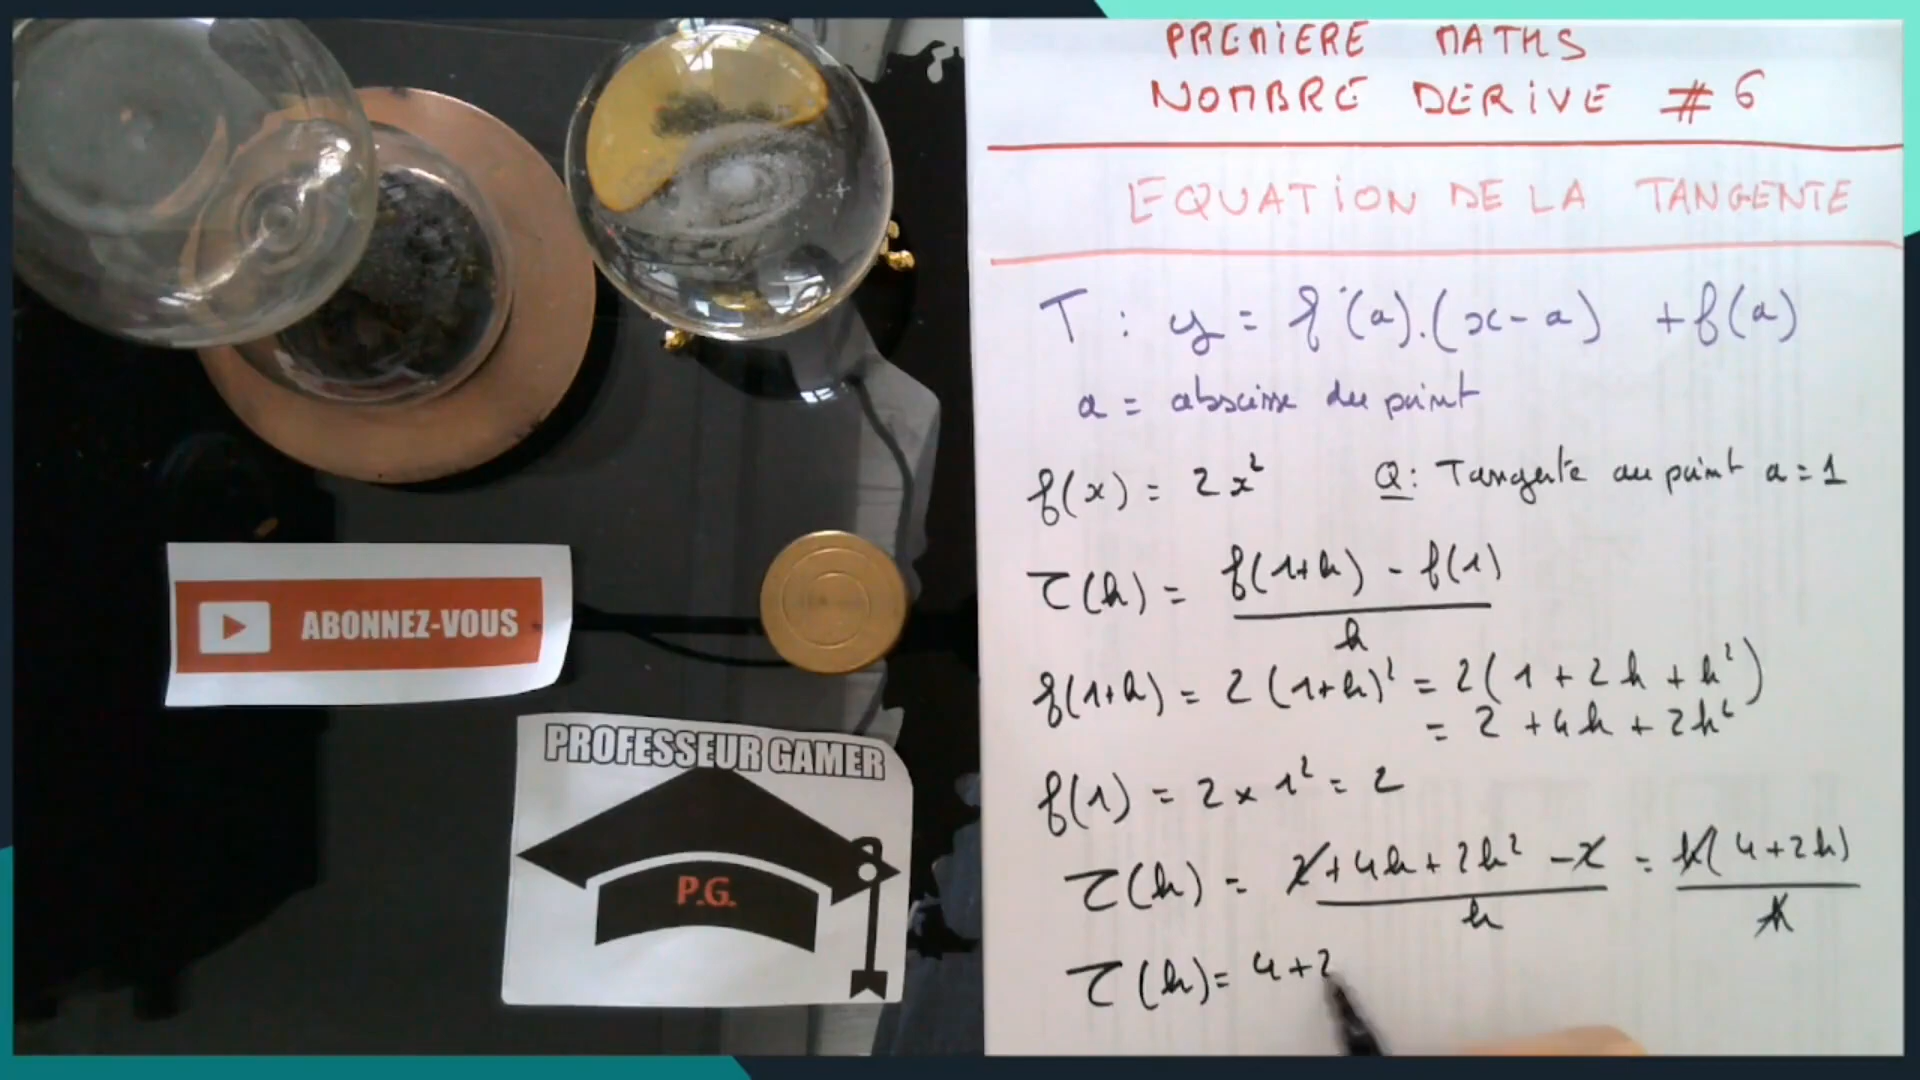 PREMIERE MATHS
NOMBRE DERIVE # 6
EQUATION DE LA TANGENTE
T : y = f'(a).(x-a) + f(a)
a = abscisse du point
f(x) = 2x² Q: Tangente au point a = 1
τ(h) = f(1+h) - f(1) / h
f(1+h) = 2(1+h)² = 2(1 + 2h + h²)
= 2 + 4h + 2h²
f(1) = 2 × 1² = 2
τ(h) = 2 + 4h + 2h² - 2 / h = h(4+2h) / h
τ(h) = 4+2
ABONNEZ-VOUS
PROFESSEUR GAMER
P.G.